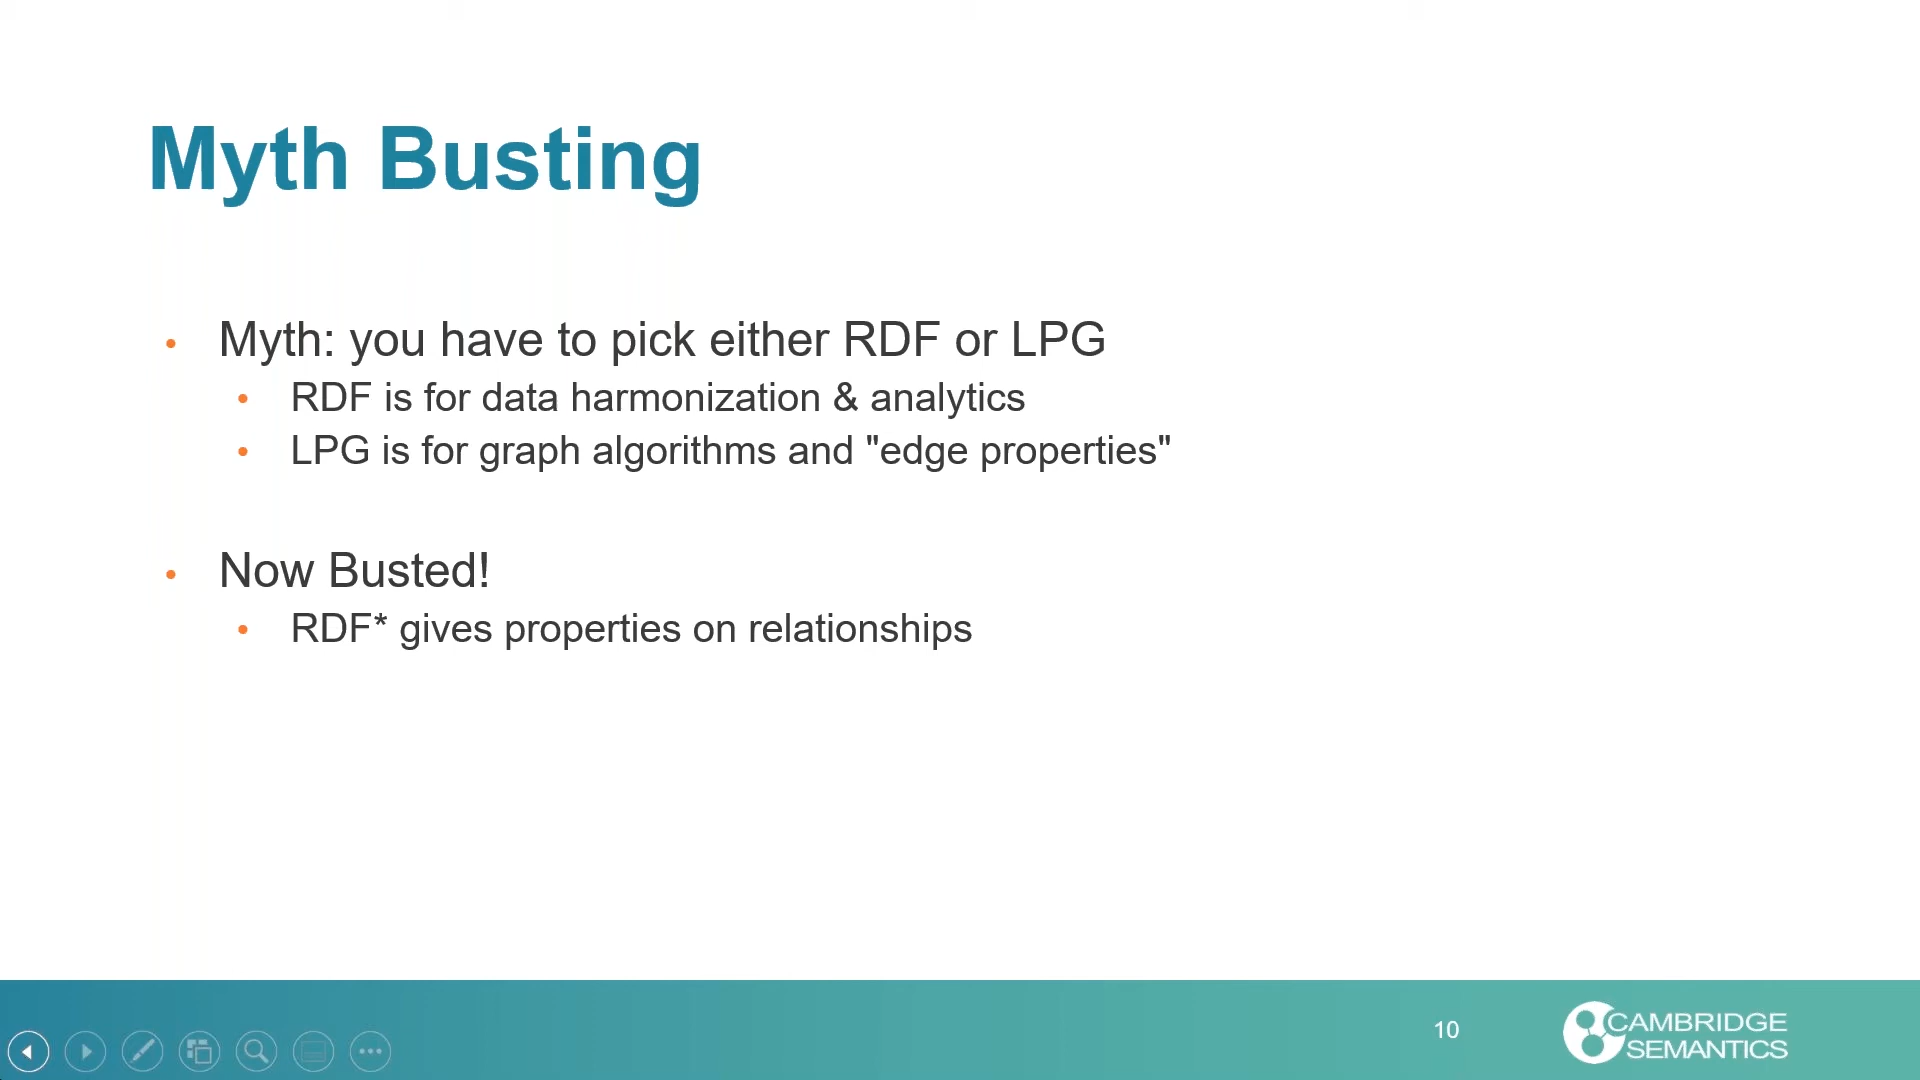 Myth Busting
Myth: you have to pick either RDF or LPG
RDF is for data harmonization & analytics
LPG is for graph algorithms and "edge properties"
Now Busted!
RDF* gives properties on relationships
10
CAMBRIDGE
SEMANTICS